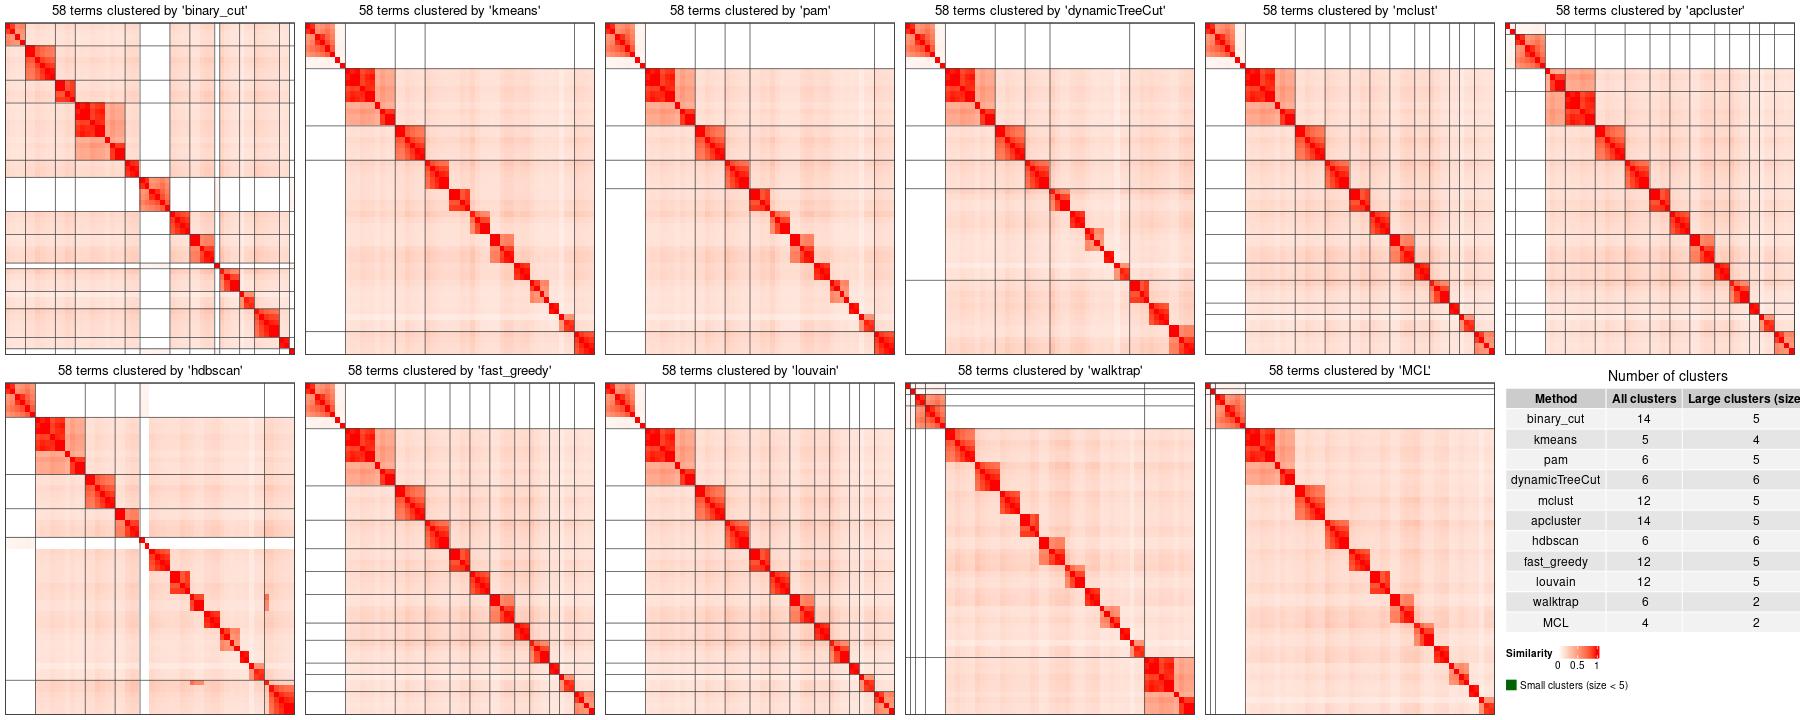 58 terms clustered by 'binary_cut'
58 terms clustered by 'kmeans'
58 terms clustered by 'pam'
58 terms clustered by 'dynamicTreeCut'
58 terms clustered by 'mclust'
58 terms clustered by 'apcluster'
58 terms clustered by 'hdbscan'
58 terms clustered by 'fast_greedy'
58 terms clustered by 'louvain'
58 terms clustered by 'walktrap'
58 terms clustered by 'MCL'
Number of clusters
Method All clusters Large clusters (size
binary_cut 14 5
kmeans 5 4
pam 6 5
dynamicTreeCut 6 6
mclust 12 5
apcluster 14 5
hdbscan 6 6
fast_greedy 12 5
louvain 12 5
walktrap 6 2
MCL 4 2
Similarity
0 0.5 1
Small clusters (size < 5)